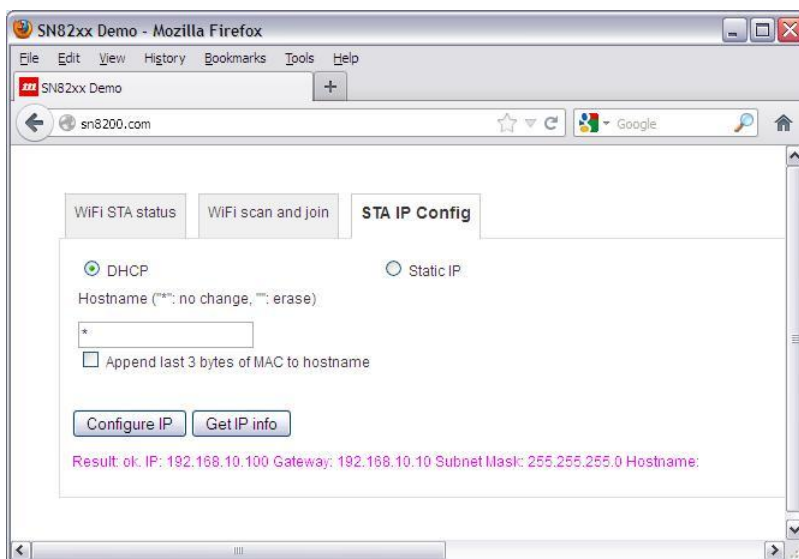 SN82xx Demo - Mozilla Firefox
File Edit View History Bookmarks Tools Help
m SN82xx Demo +
sn8200.com Google
WiFi STA status WiFi scan and join STA IP Config
DHCP Static IP
Hostname ("*": no change, "": erase)
*
Append last 3 bytes of MAC to hostname
Configure IP Get IP info
Result: ok. IP: 192.168.10.100 Gateway: 192.168.10.10 Subnet Mask: 255.255.255.0 Hostname: